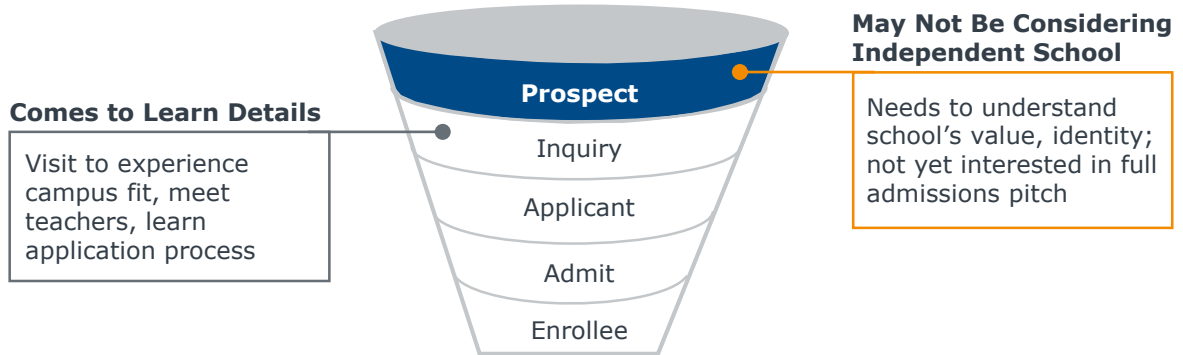 May Not Be Considering
Independent School
Needs to understand
school's value, identity;
not yet interested in full
admissions pitch
Comes to Learn Details
Visit to experience
campus fit, meet
teachers, learn
application process
Prospect
Inquiry
Applicant
Admit
Enrollee